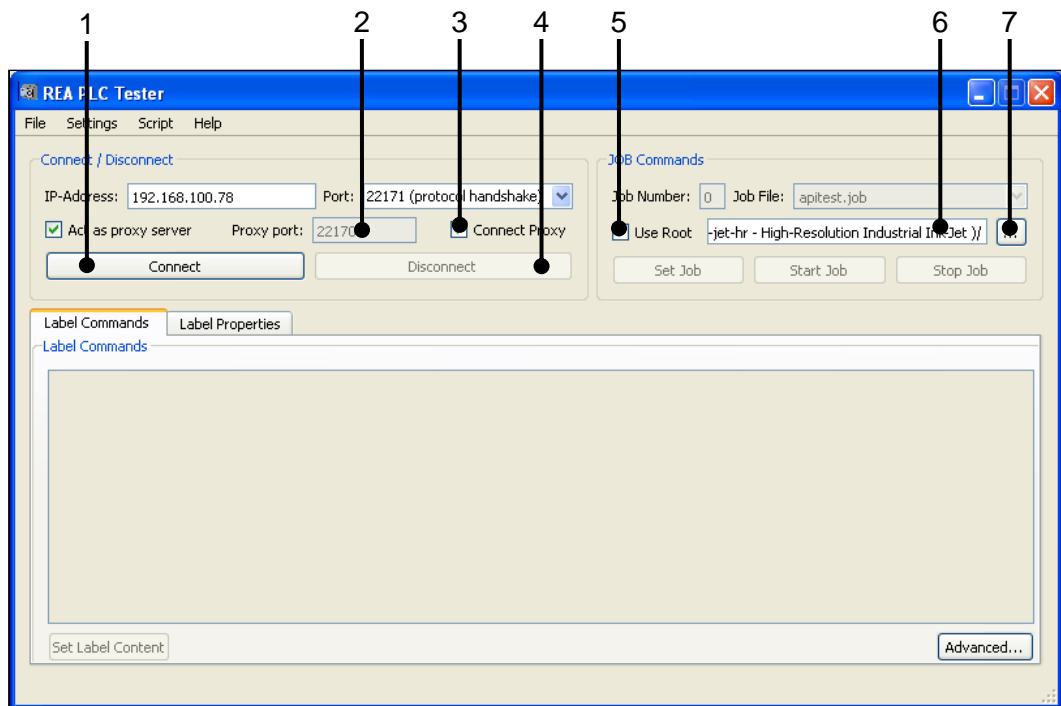 1 2 3 4 5 6 7
REA PLC Tester
File Settings Script Help
Connect / Disconnect
JOB Commands
IP-Address: 192.168.100.78 Port: 22171 (protocol handshake)
Job Number: 0 Job File: apitest.job
Act as proxy server Proxy port: 22170 Connect Proxy
Use Root -jet-hr - High-Resolution Industrial Ink-Jet )/ ...
Connect Disconnect
Set Job Start Job Stop Job
Label Commands Label Properties
Label Commands
Set Label Content Advanced...